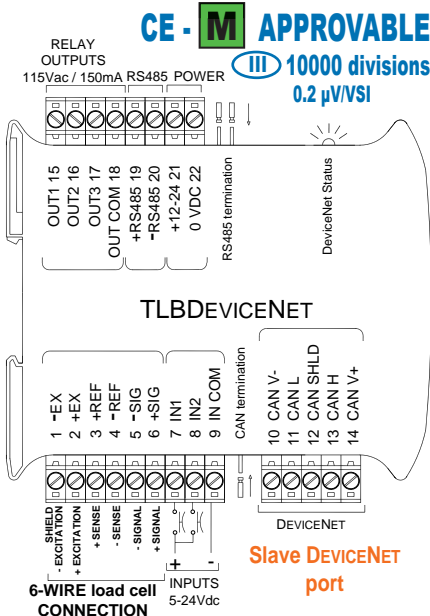 CE - M APPROVABLE
III 10000 divisions
0.2 µV/VSI
RELAY
OUTPUTS
115Vac / 150mA
RS485
POWER
OUT1 15
OUT2 16
OUT3 17
OUT COM 18
+RS485 19
-RS485 20
+12-24 21
0 VDC 22
RS485 termination
DeviceNet Status
TLBDEVICENET
1 -EX
2 +EX
3 +REF
4 -REF
5 -SIG
6 +SIG
7 IN1
8 IN2
9 IN COM
CAN termination
10 CAN V-
11 CAN L
12 CAN SHLD
13 CAN H
14 CAN V+
SHIELD
- EXCITATION
+ EXCITATION
+ SENSE
- SENSE
- SIGNAL
+ SIGNAL
+ -
6-WIRE load cell
CONNECTION
INPUTS
5-24Vdc
DEVICENET
Slave DEVICENET
port